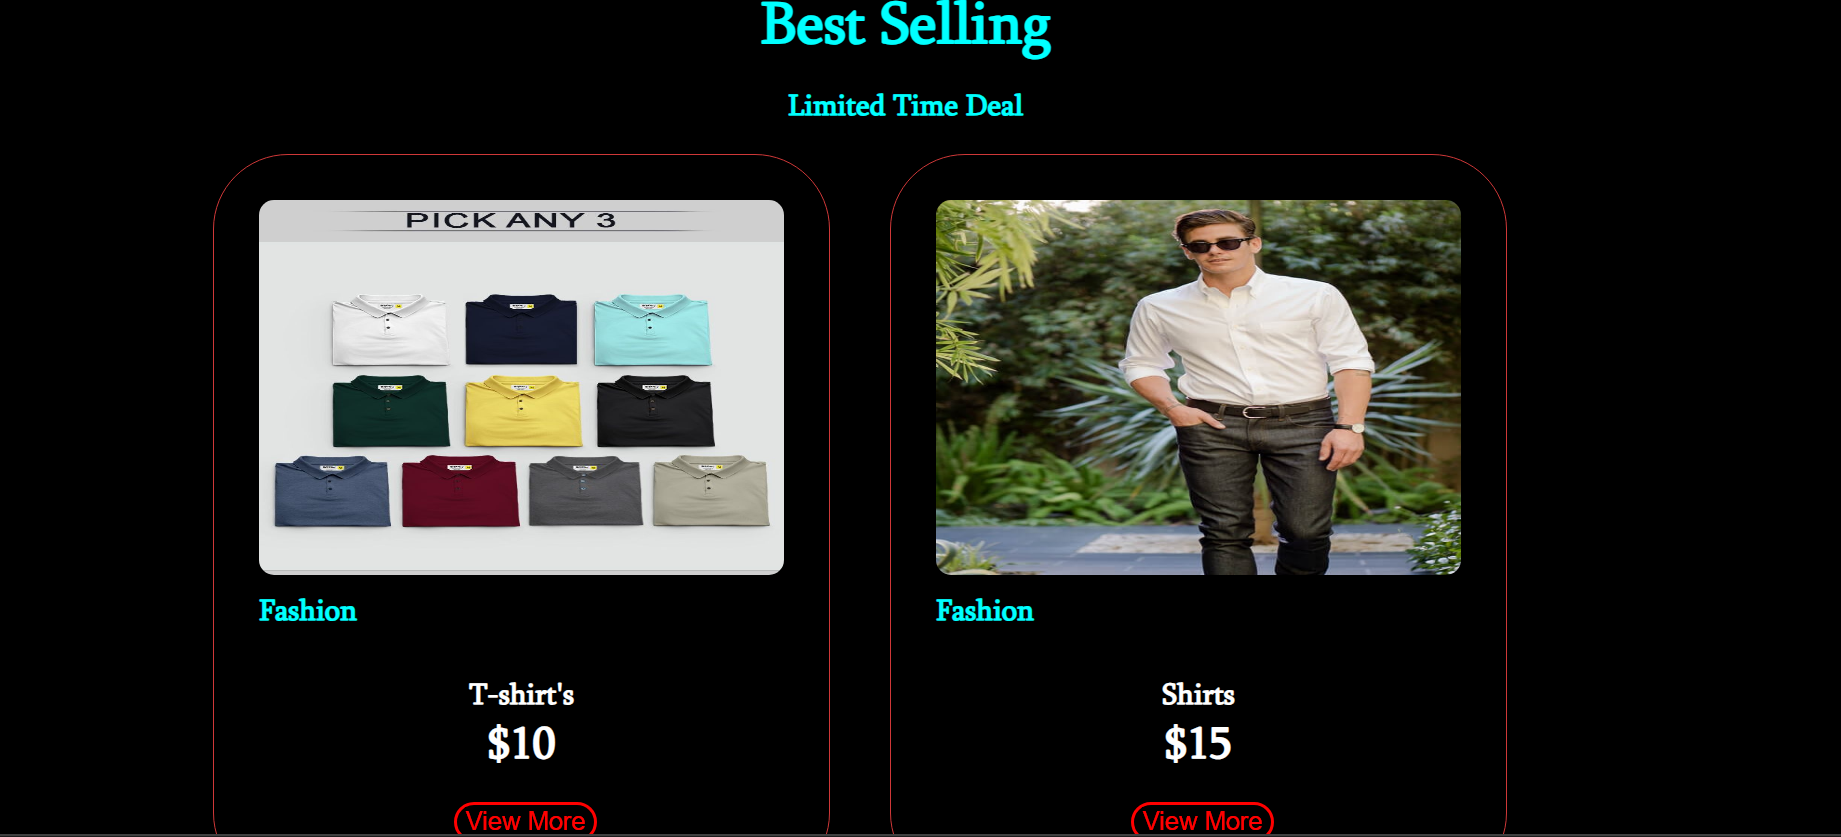 Best Selling
Limited Time Deal
PICK ANY 3
Fashion
Fashion
T-shirt's
Shirts
$10
$15
View More
View More